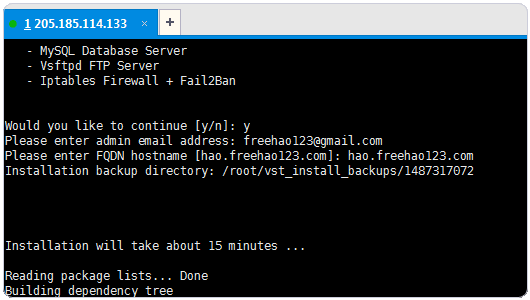 1 205.185.114.133 × +
- MySQL Database Server
- Vsftpd FTP Server
- Iptables Firewall + Fail2Ban
Would you like to continue [y/n]: y
Please enter admin email address: freehao123@gmail.com
Please enter FQDN hostname [hao.freehao123.com]: hao.freehao123.com
Installation backup directory: /root/vst_install_backups/1487317072
Installation will take about 15 minutes ...
Reading package lists... Done
Building dependency tree